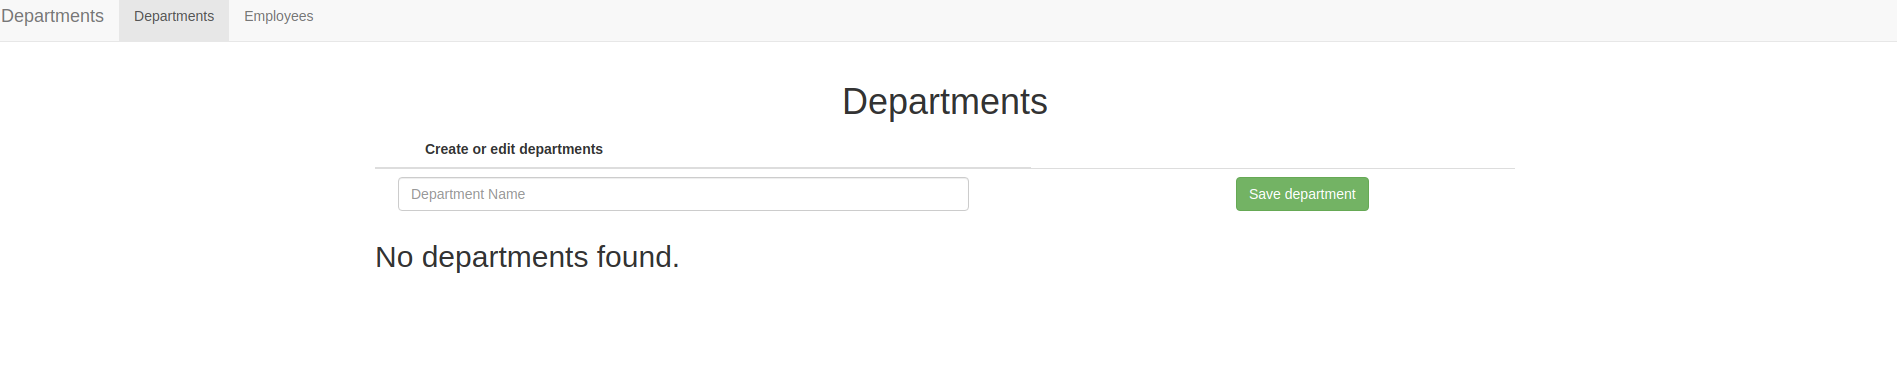 Departments Departments Employees
Departments
Create or edit departments
Department Name Save department
No departments found.